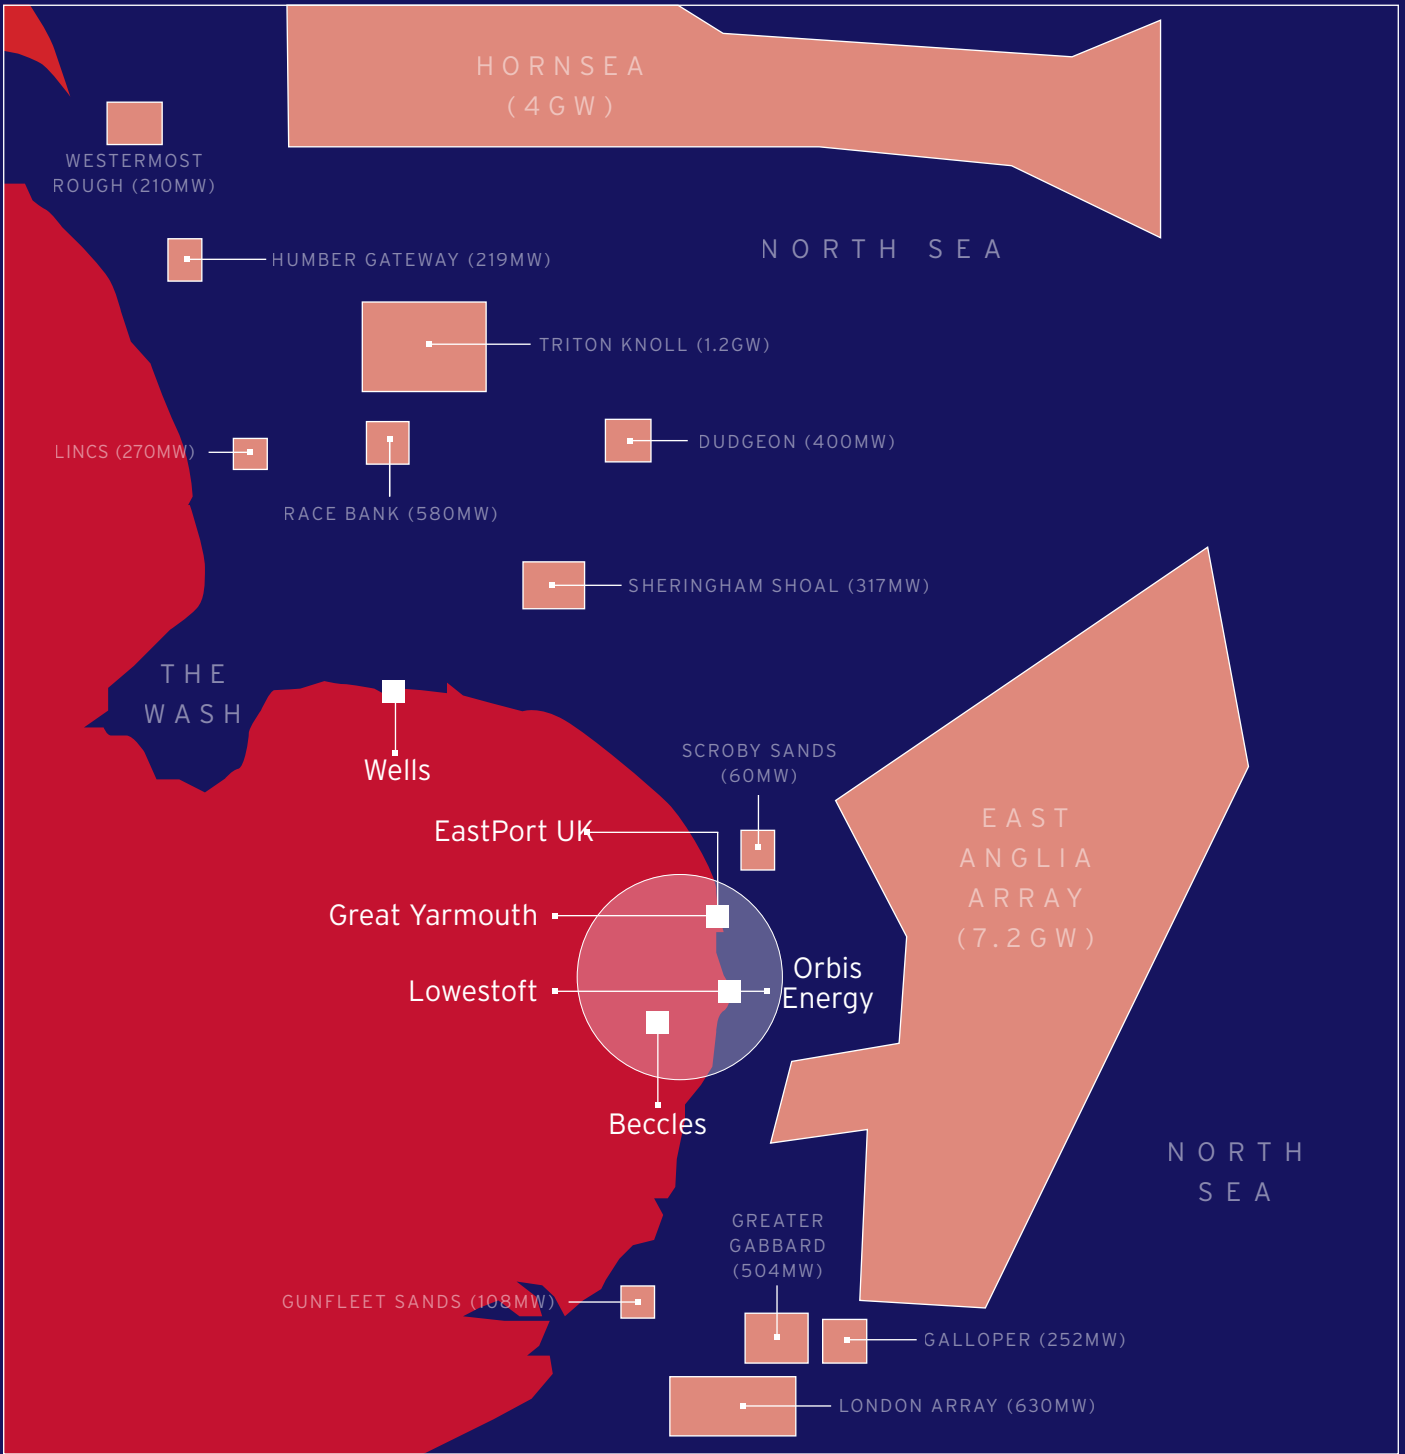 HORNSEA
(4GW)
WESTERMOST
ROUGH (210MW)
NORTH SEA
HUMBER GATEWAY (219MW)
TRITON KNOLL (1.2GW)
DUDGEON (400MW)
LINCS (270MW)
RACE BANK (580MW)
SHERINGHAM SHOAL (317MW)
THE
WASH
Wells
SCROBY SANDS
(60MW)
EAST
ANGLIA
ARRAY
(7.2GW)
EastPort UK
Great Yarmouth
Orbis
Energy
Lowestoft
Beccles
NORTH
SEA
GREATER
GABBARD
(504MW)
GUNFLEET SANDS (108MW)
GALLOPER (252MW)
LONDON ARRAY (630MW)